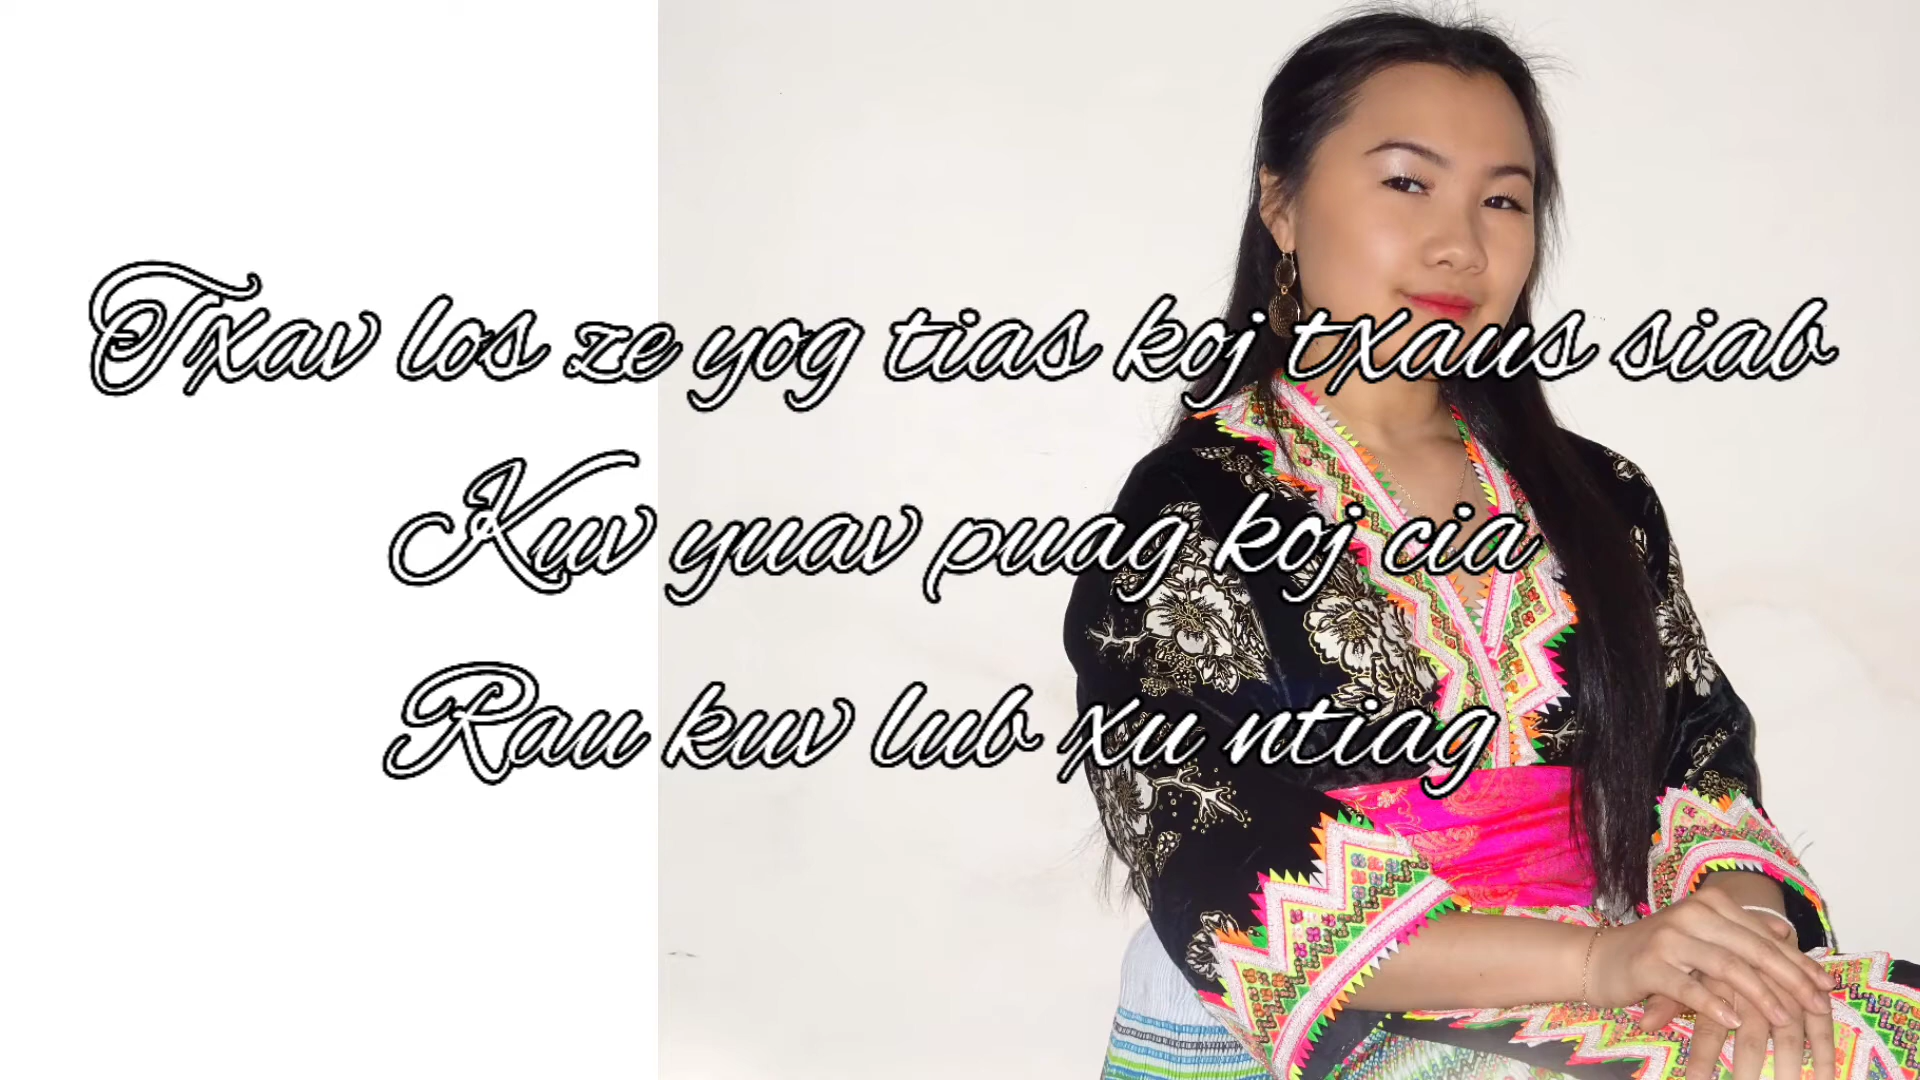 Txav los ze yog tias koj txaus siab
Kuv yuav puag koj cia
Rau kuv lub xu ntiag